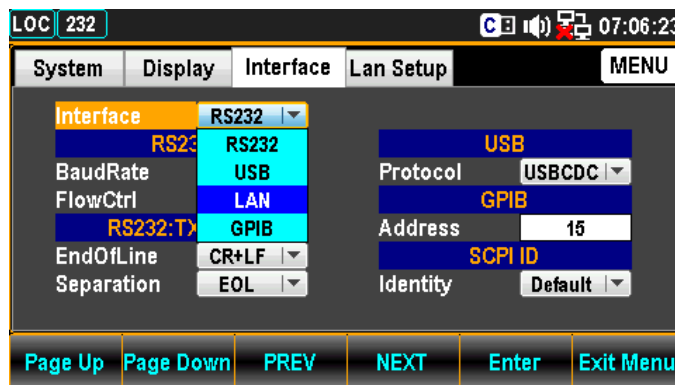 LOC 232 C 07:06:23
System Display Interface Lan Setup MENU
Interface RS232
RS232 USB
BaudRate USB Protocol USBCDC
FlowCtrl LAN GPIB
RS232:TX GPIB Address 15
EndOfLine CR+LF SCPI ID
Separation EOL Identity Default
Page Up Page Down PREV NEXT Enter Exit Menu